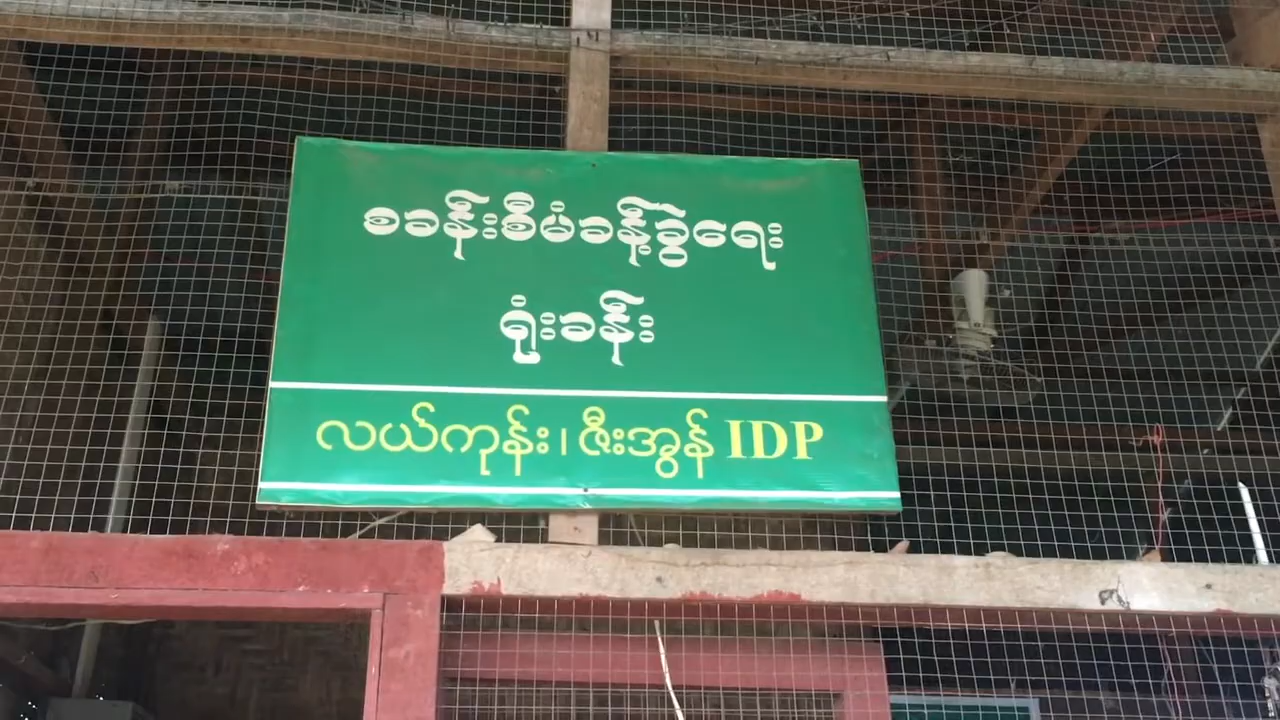 စခန်းစီမံခန့်ခွဲရေး
ရုံးခန်း
လယ်ကုန်း၊ဇီးအွန် IDP